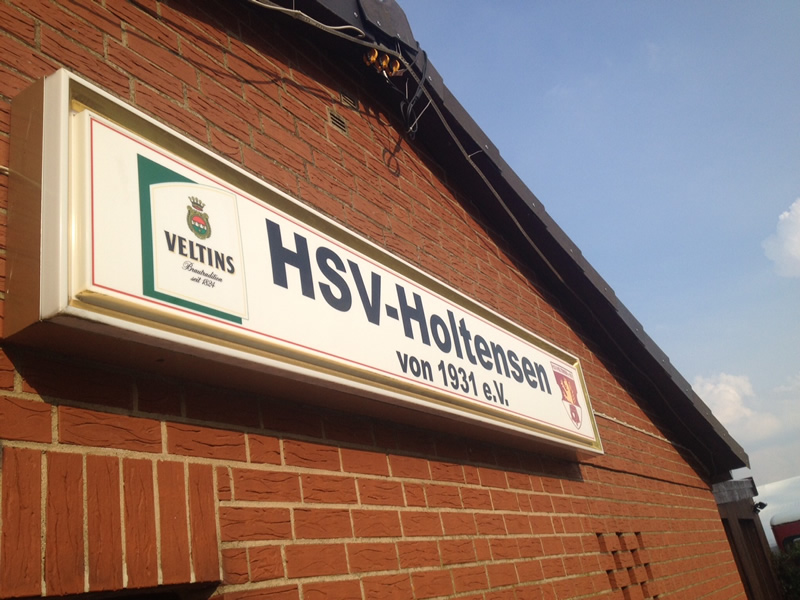 VELTINS
Brautradition
seit 1824
HSV-Holtensen
von 1931 e.V.